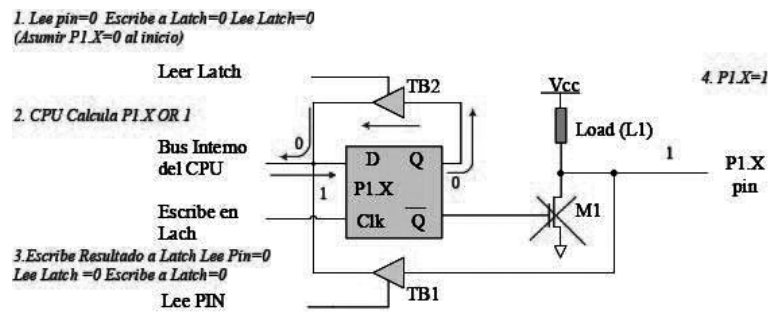 1. Lee pin=0 Escribe a Latch=0 Lee Latch=0
(Asumir P1.X=0 al inicio)
Leer Latch
TB2
Vcc
4. P1.X=1
2. CPU Calcula P1.X OR 1
Load (L1)
0
Bus Interno
del CPU
D Q
1
P1.X
pin
1
P1.X
0
M1
Escribe en
Lach
Clk Q
3.Escribe Resultado a Latch Lee Pin=0
Lee Latch =0 Escribe a Latch=0
Lee PIN
TB1